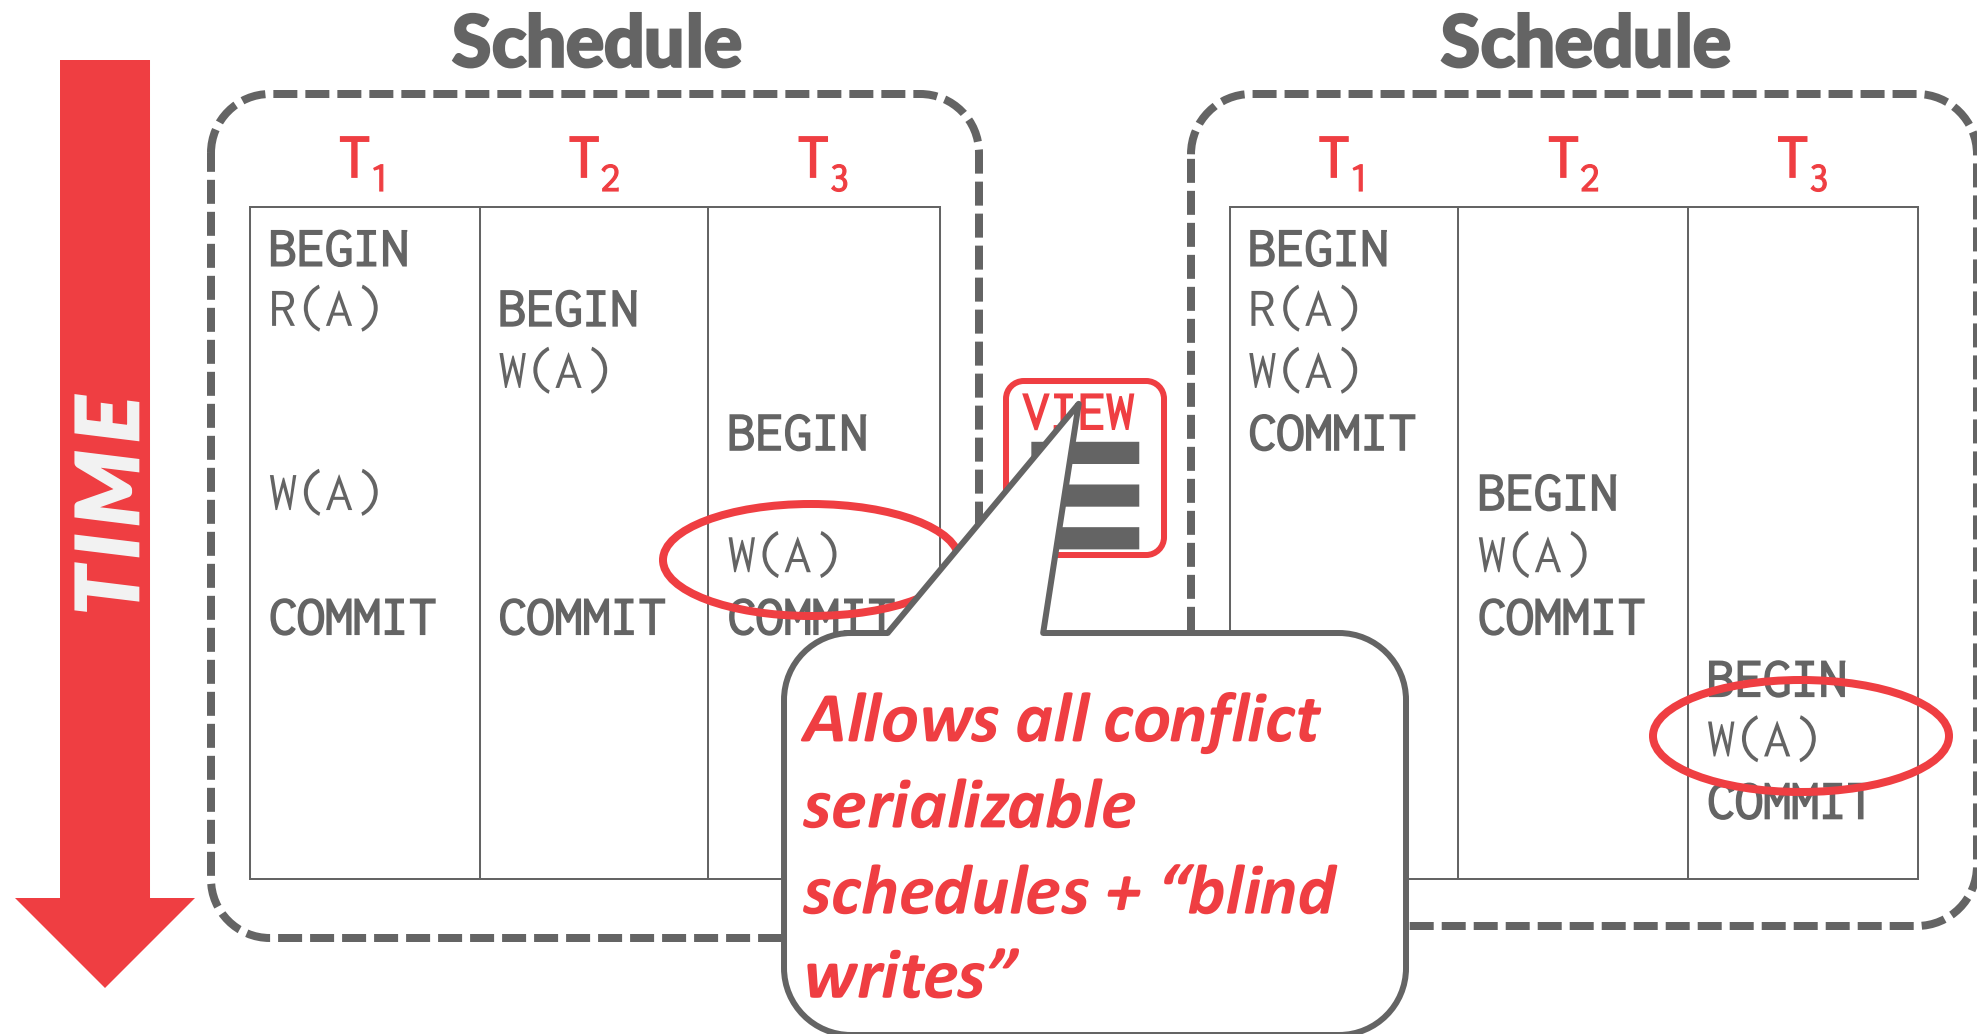 Schedule
Schedule
TIME
T1 T2 T3
BEGIN
R(A) BEGIN
W(A)
BEGIN
W(A)
W(A)
COMMIT COMMIT COMMIT
VIEW
T1 T2 T3
BEGIN
R(A)
W(A)
COMMIT
BEGIN
W(A)
COMMIT
BEGIN
W(A)
COMMIT
Allows all conflict
serializable
schedules + “blind
writes”